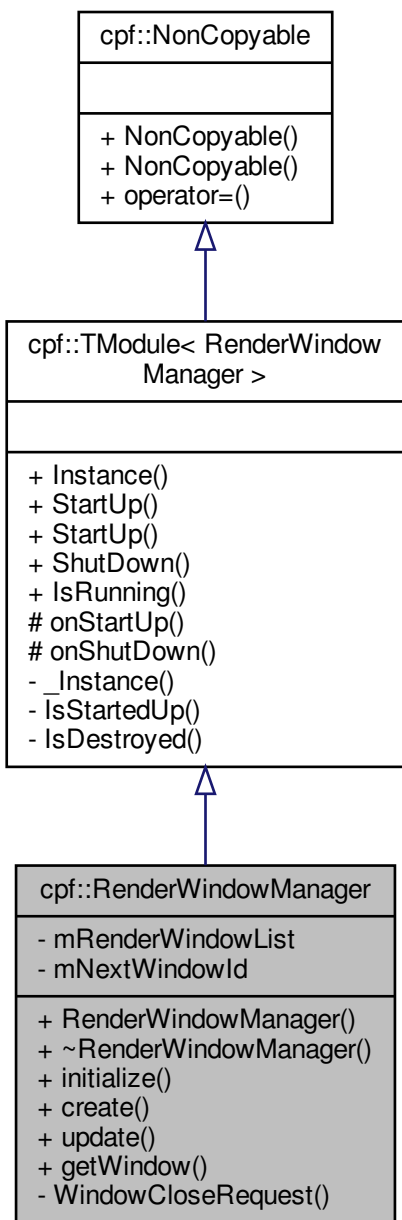 cpf::NonCopyable
+ NonCopyable()
+ NonCopyable()
+ operator=()
cpf::TModule< RenderWindow
Manager >
+ Instance()
+ StartUp()
+ StartUp()
+ ShutDown()
+ IsRunning()
# onStartUp()
# onShutDown()
- _Instance()
- IsStartedUp()
- IsDestroyed()
cpf::RenderWindowManager
- mRenderWindowList
- mNextWindowId
+ RenderWindowManager()
+ ~RenderWindowManager()
+ initialize()
+ create()
+ update()
+ getWindow()
- WindowCloseRequest()